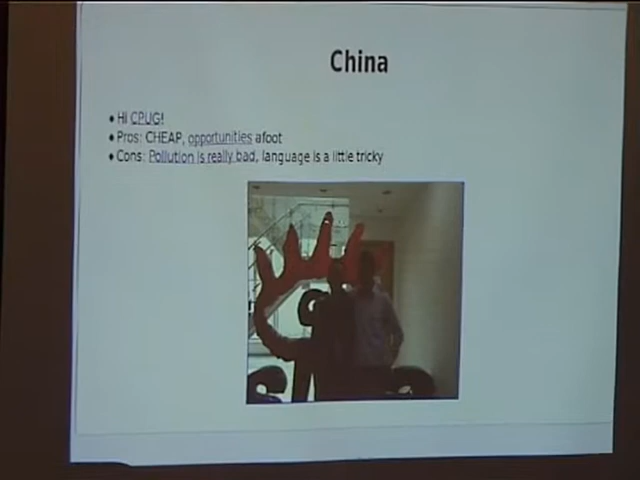 China
• Hi CPUG!
• Pros: CHEAP, opportunities afoot
• Cons: Pollution is really bad, language is a little tricky